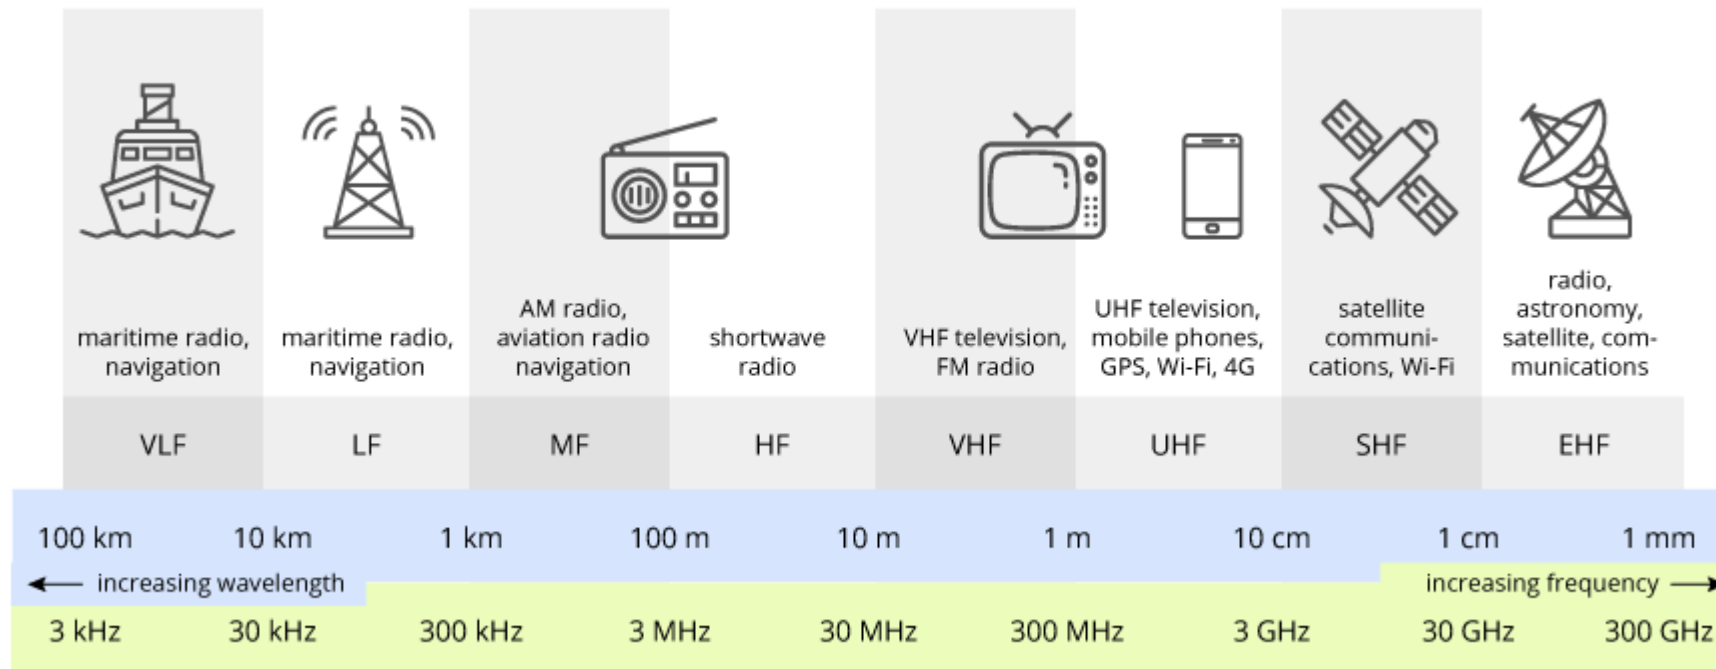 maritime radio,
navigation
maritime radio,
navigation
AM radio,
aviation radio
navigation
shortwave
radio
VHF television,
FM radio
UHF television,
mobile phones,
GPS, Wi-Fi, 4G
satellite
communi-
cations, Wi-Fi
radio,
astronomy,
satellite, com-
munications
VLF LF MF HF VHF UHF SHF EHF
100 km 10 km 1 km 100 m 10 m 1 m 10 cm 1 cm 1 mm
← increasing wavelength increasing frequency →
3 kHz 30 kHz 300 kHz 3 MHz 30 MHz 300 MHz 3 GHz 30 GHz 300 GHz